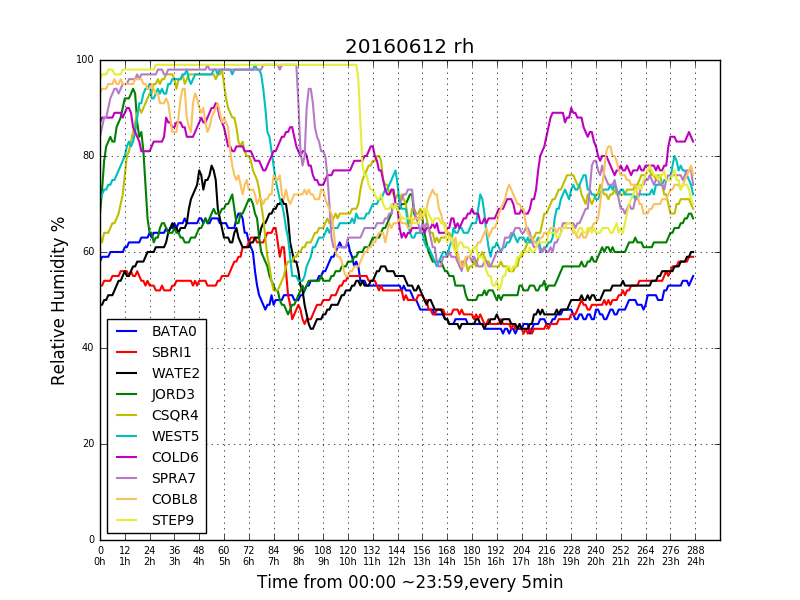 20160612 rh
Relative Humidity %
100
80
60
40
20
0
BATA0
SBRI1
WATE2
JORD3
CSQR4
WEST5
COLD6
SPRA7
COBL8
STEP9
0 12 24 36 48 60 72 84 96 108 120 132 144 156 168 180 192 204 216 228 240 252 264 276 288
0h 1h 2h 3h 4h 5h 6h 7h 8h 9h 10h 11h 12h 13h 14h 15h 16h 17h 18h 19h 20h 21h 22h 23h 24h
Time from 00:00 ~23:59,every 5min